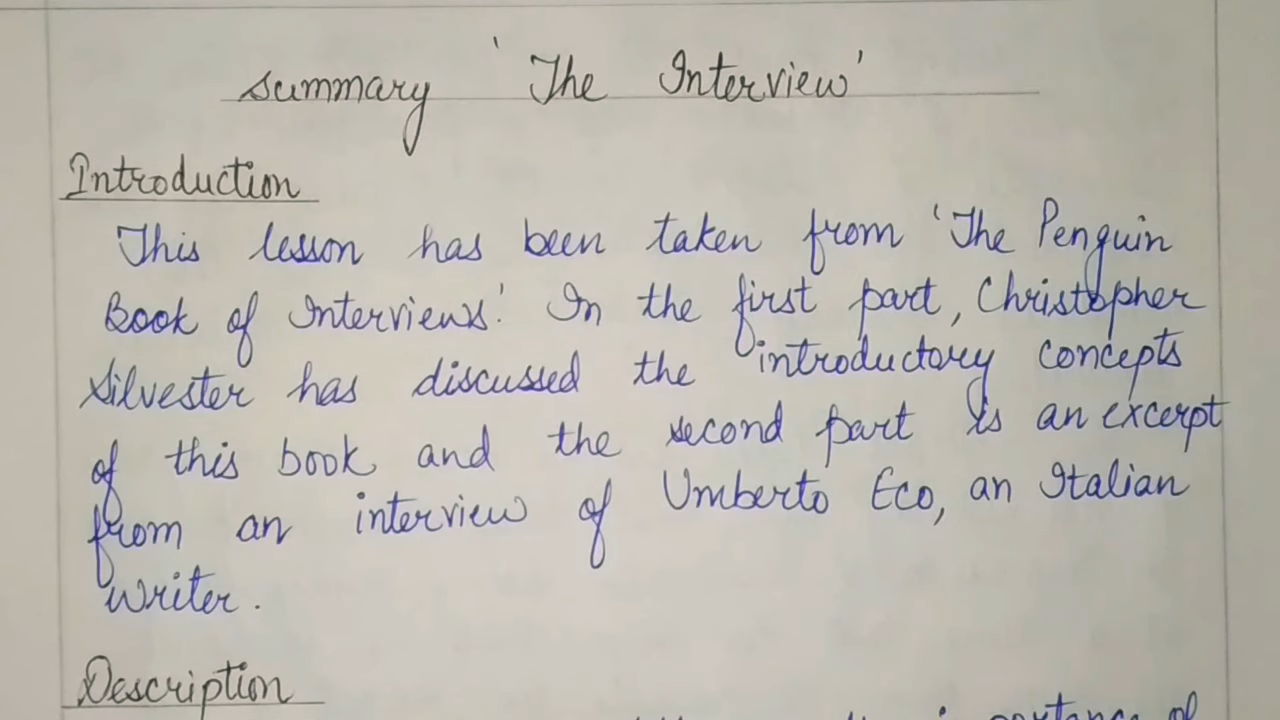 summary 'The Interview'
Introduction
This lesson has been taken from 'The Penguin
Book of Interviews.' In the first part, Christopher
Silvester has discussed the introductory concepts
of this book and the second part is an excerpt
from an interview of Umberto Eco, an Italian
writer.
Description
of